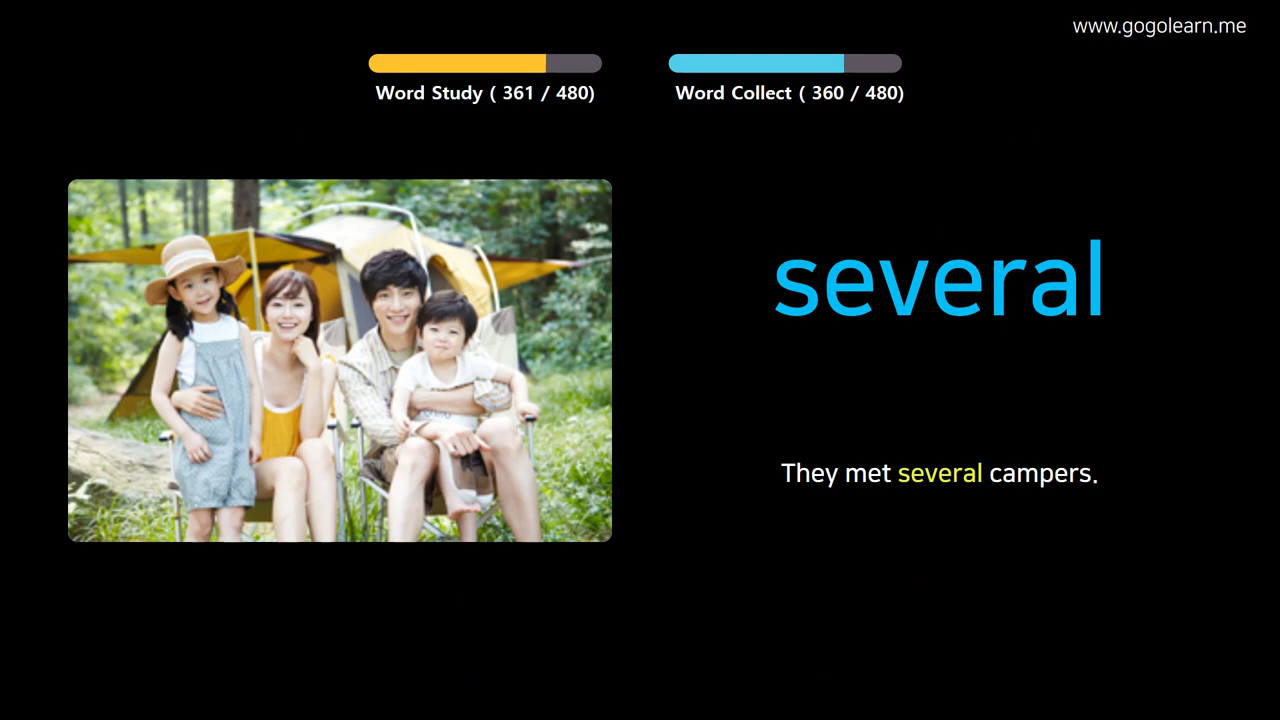 www.gogolearn.me
Word Study ( 361 / 480)
Word Collect ( 360 / 480)
several
They met several campers.